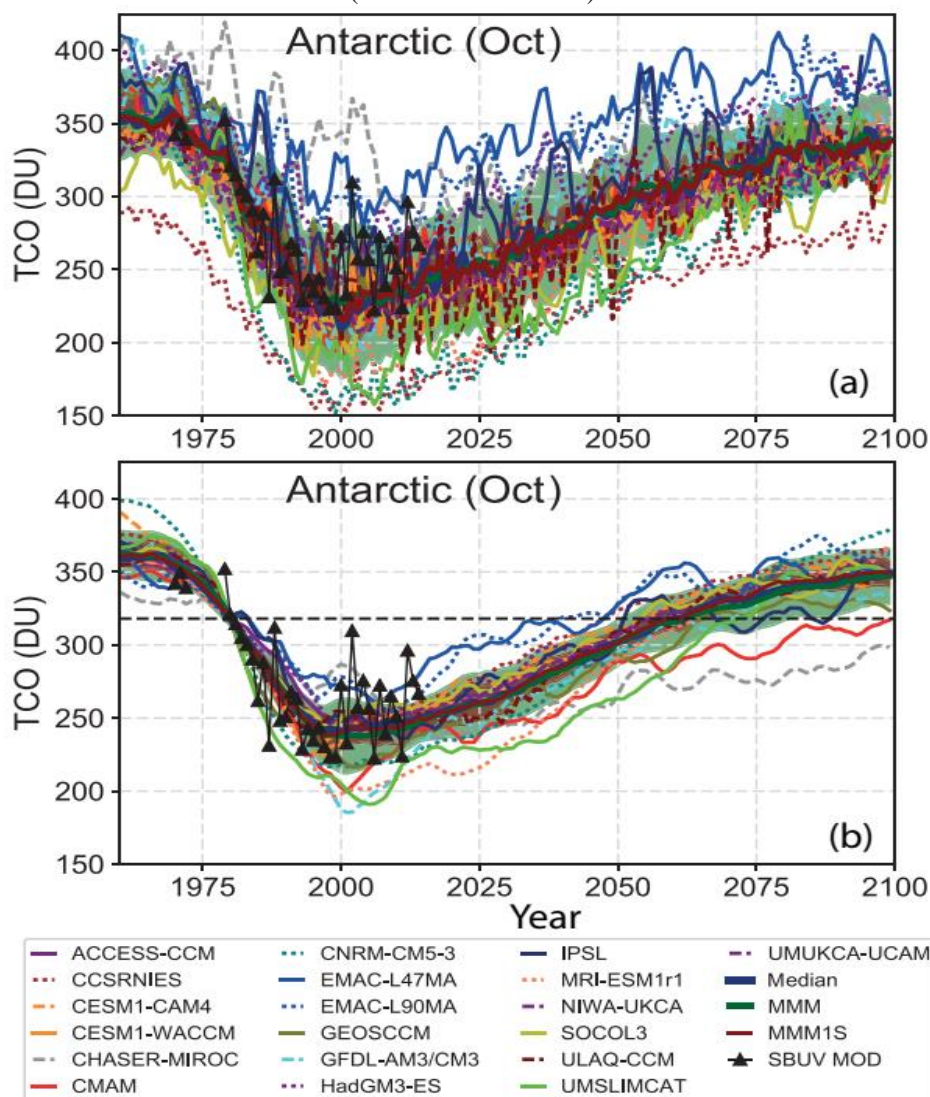 Antarctic (Oct)
TCO (DU)
400
350
300
250
200
150
(a)
1975 2000 2025 2050 2075 2100
Antarctic (Oct)
TCO (DU)
400
350
300
250
200
150
(b)
1975 2000 2025 2050 2075 2100
Year
ACCESS-CCM CNRM-CM5-3 IPSL UMUKCA-UCAM
CCSRNIES EMAC-L47MA MRI-ESM1r1 Median
CESM1-CAM4 EMAC-L90MA NIWA-UKCA MMM
CESM1-WACCM GEOSCCM SOCOL3 MMM1S
CHASER-MIROC GFDL-AM3/CM3 ULAQ-CCM SBUV MOD
CMAM HadGM3-ES UMSLIMCAT